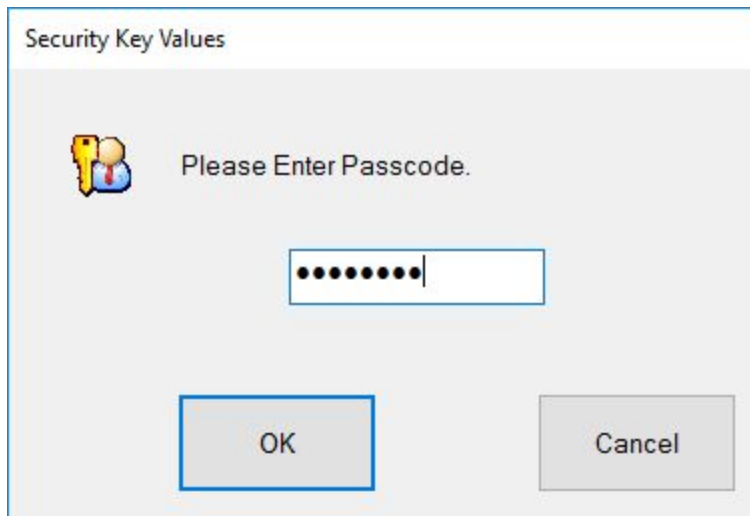 Security Key Values
Please Enter Passcode.
••••••••
OK
Cancel